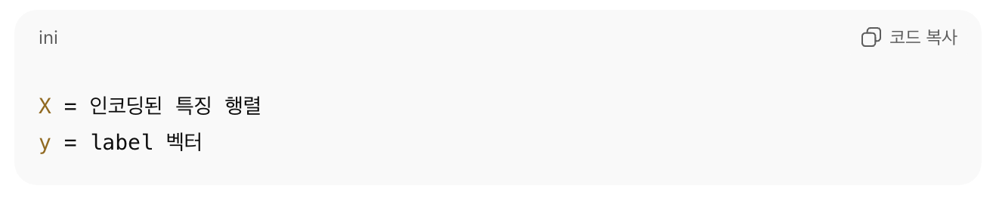 ini
코드 복사
X = 인코딩된 특징 행렬
y = label 벡터